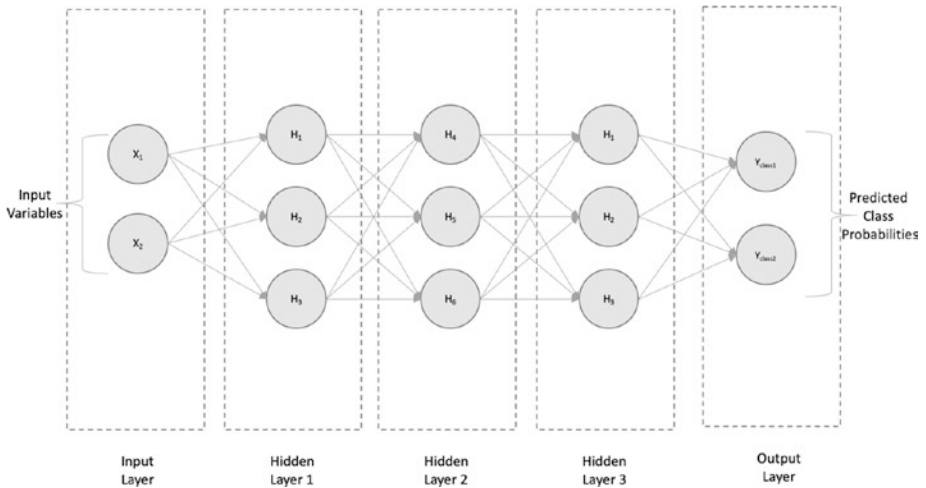 Input
Variables
X1
X2
H1
H2
H3
H4
H5
H6
H1
H2
H3
Yclass1
Yclass2
Predicted
Class
Probabilities
Input
Layer
Hidden
Layer 1
Hidden
Layer 2
Hidden
Layer 3
Output
Layer